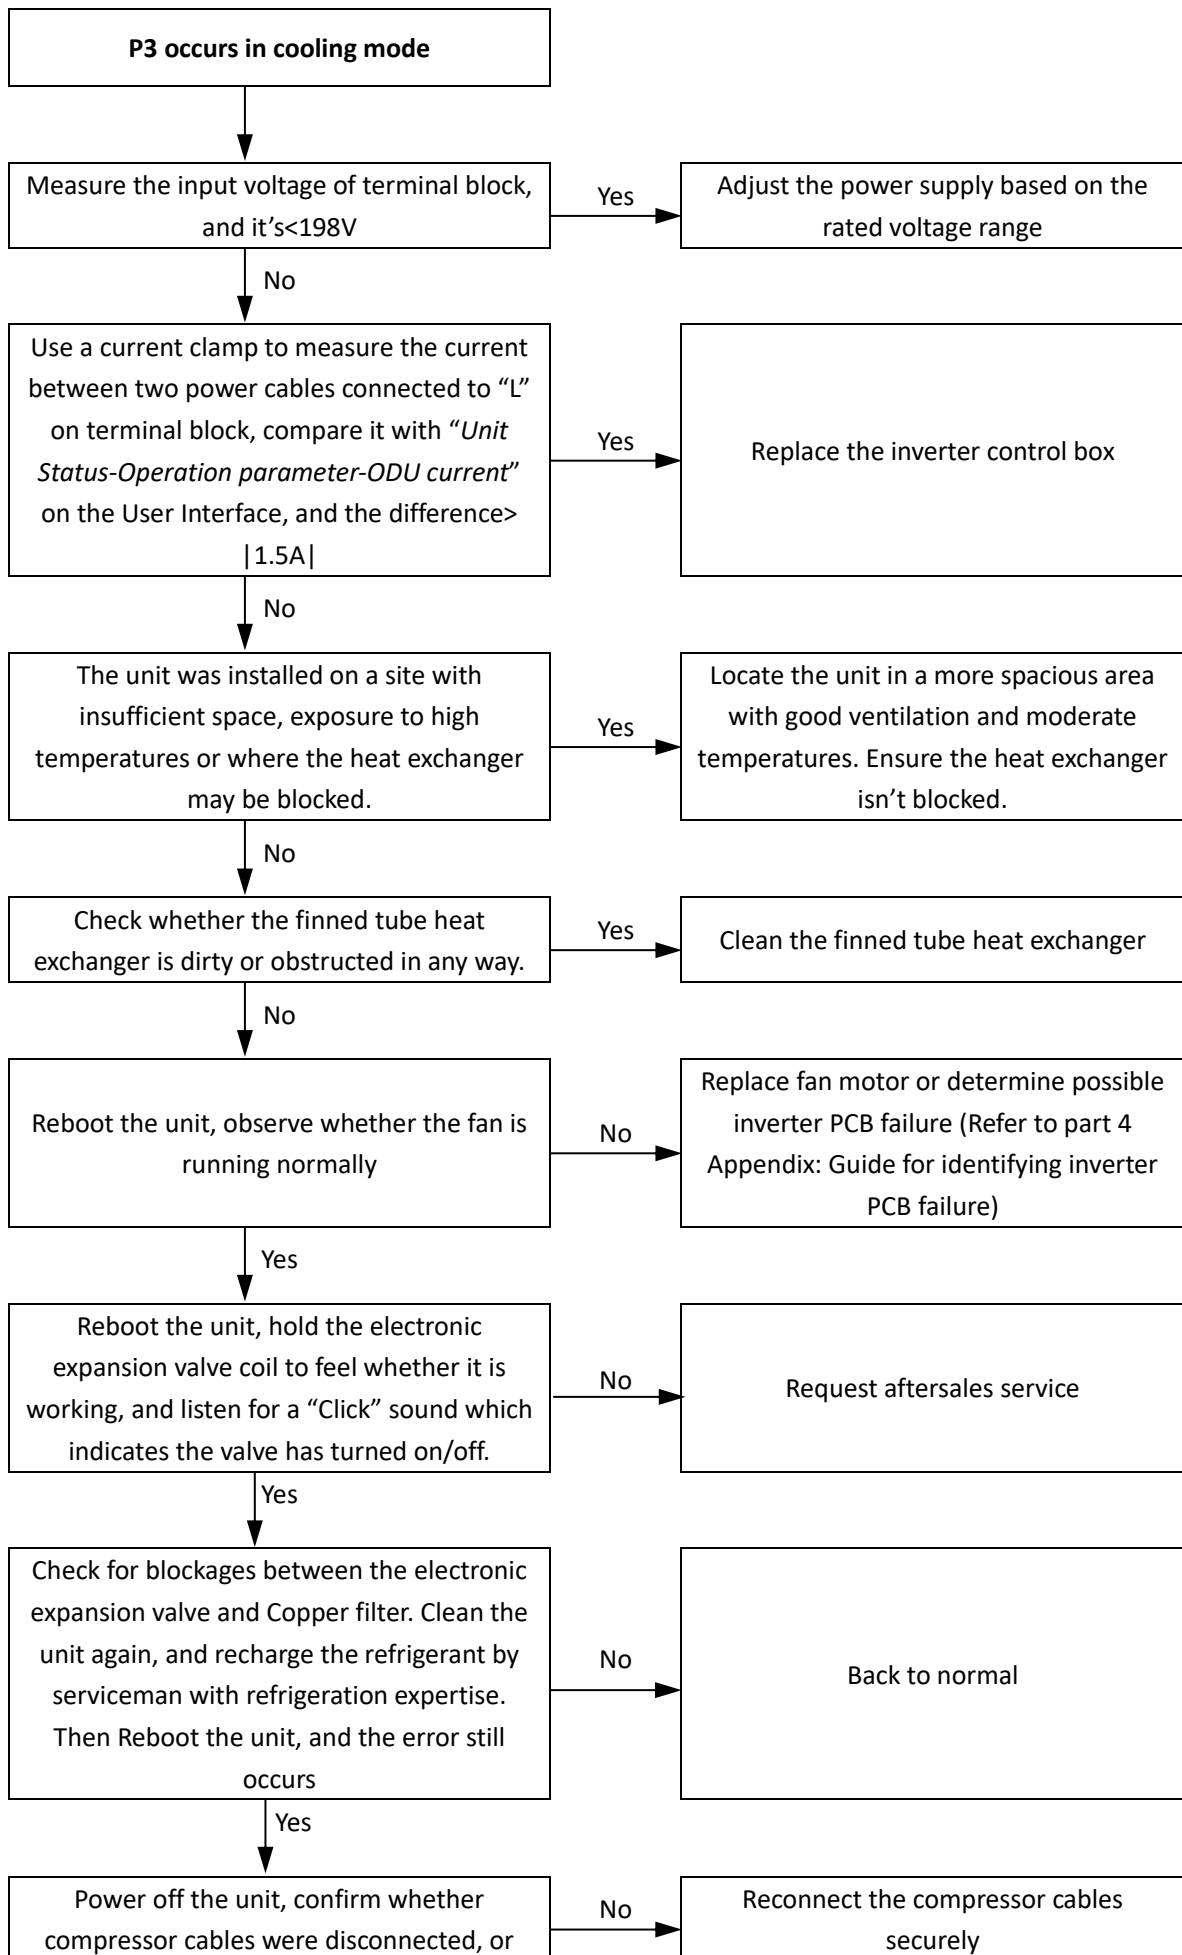 P3 occurs in cooling mode
Measure the input voltage of terminal block,
and it’s<198V
Yes
Adjust the power supply based on the
rated voltage range
No
Use a current clamp to measure the current
between two power cables connected to “L”
on terminal block, compare it with “Unit
Status-Operation parameter-ODU current”
on the User Interface, and the difference>
|1.5A|
Yes
Replace the inverter control box
No
The unit was installed on a site with
insufficient space, exposure to high
temperatures or where the heat exchanger
may be blocked.
Yes
Locate the unit in a more spacious area
with good ventilation and moderate
temperatures. Ensure the heat exchanger
isn’t blocked.
No
Check whether the finned tube heat
exchanger is dirty or obstructed in any way.
Yes
Clean the finned tube heat exchanger
No
Reboot the unit, observe whether the fan is
running normally
No
Replace fan motor or determine possible
inverter PCB failure (Refer to part 4
Appendix: Guide for identifying inverter
PCB failure)
Yes
Reboot the unit, hold the electronic
expansion valve coil to feel whether it is
working, and listen for a “Click” sound which
indicates the valve has turned on/off.
No
Request aftersales service
Yes
Check for blockages between the electronic
expansion valve and Copper filter. Clean the
unit again, and recharge the refrigerant by
serviceman with refrigeration expertise.
Then Reboot the unit, and the error still
occurs
No
Back to normal
Yes
Power off the unit, confirm whether
compressor cables were disconnected, or
No
Reconnect the compressor cables
securely